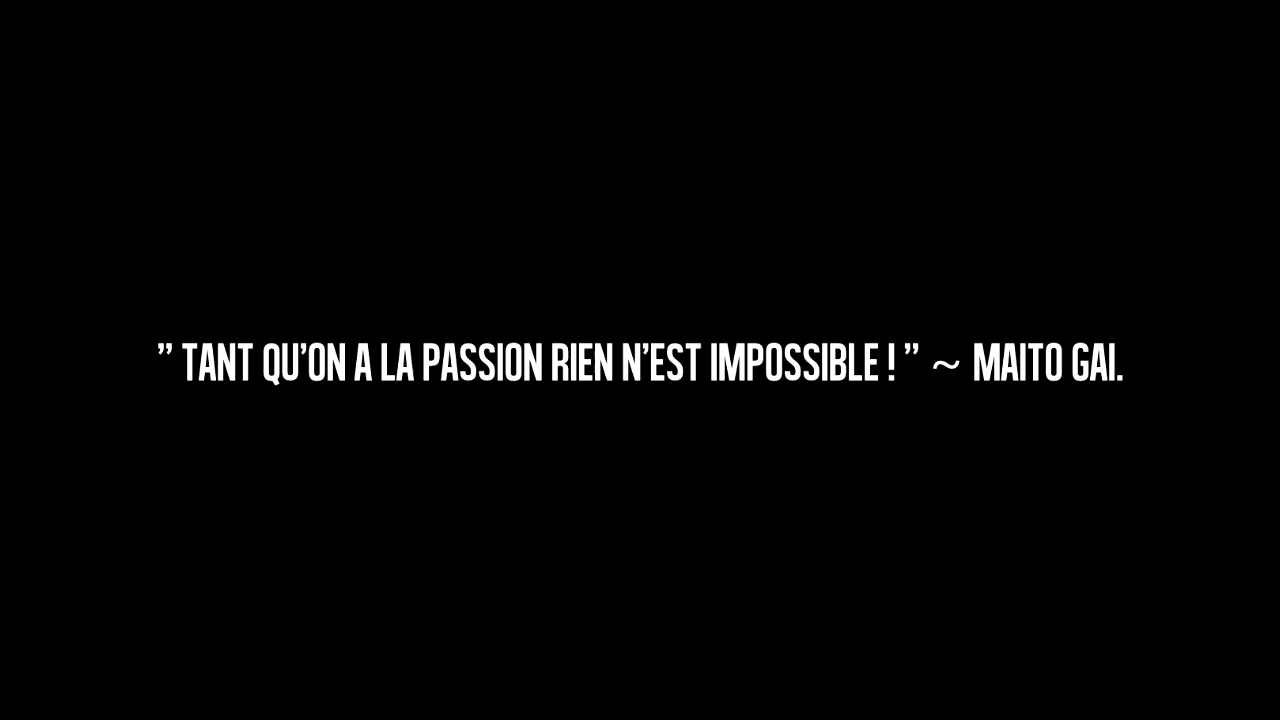 ” TANT QU’ON A LA PASSION RIEN N’EST IMPOSSIBLE ! ” ~ MAITO GAI.